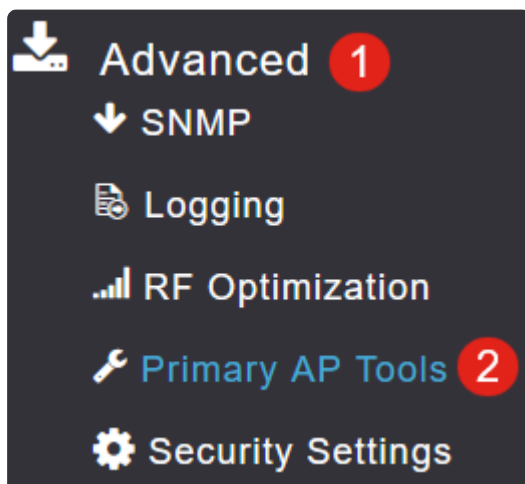 Advanced 1
SNMP
Logging
RF Optimization
Primary AP Tools 2
Security Settings